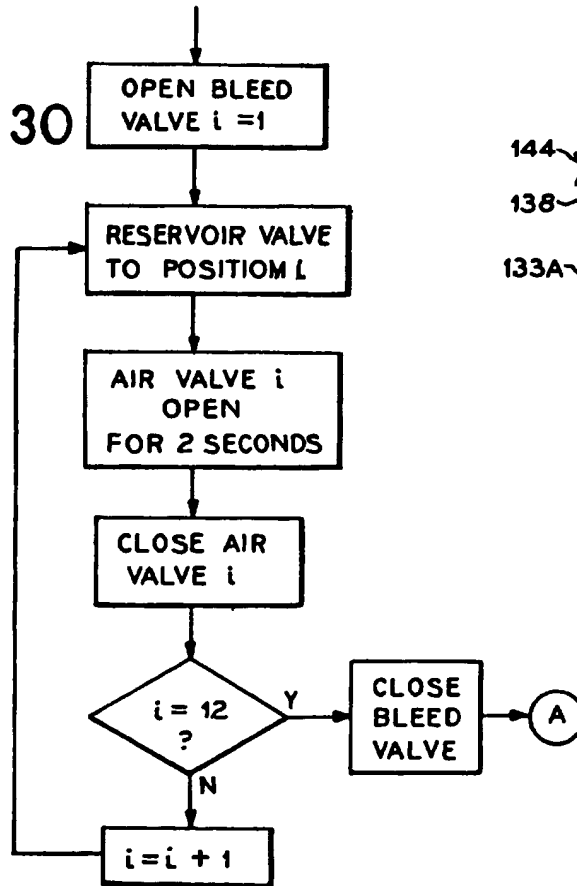 30
OPEN BLEED
VALVE i =1
RESERVOIR VALVE
TO POSITIOM i
AIR VALVE i
OPEN
FOR 2 SECONDS
CLOSE AIR
VALVE i
i = 12
?
Y
CLOSE
BLEED
VALVE
A
N
i = i + 1
144
138
133A